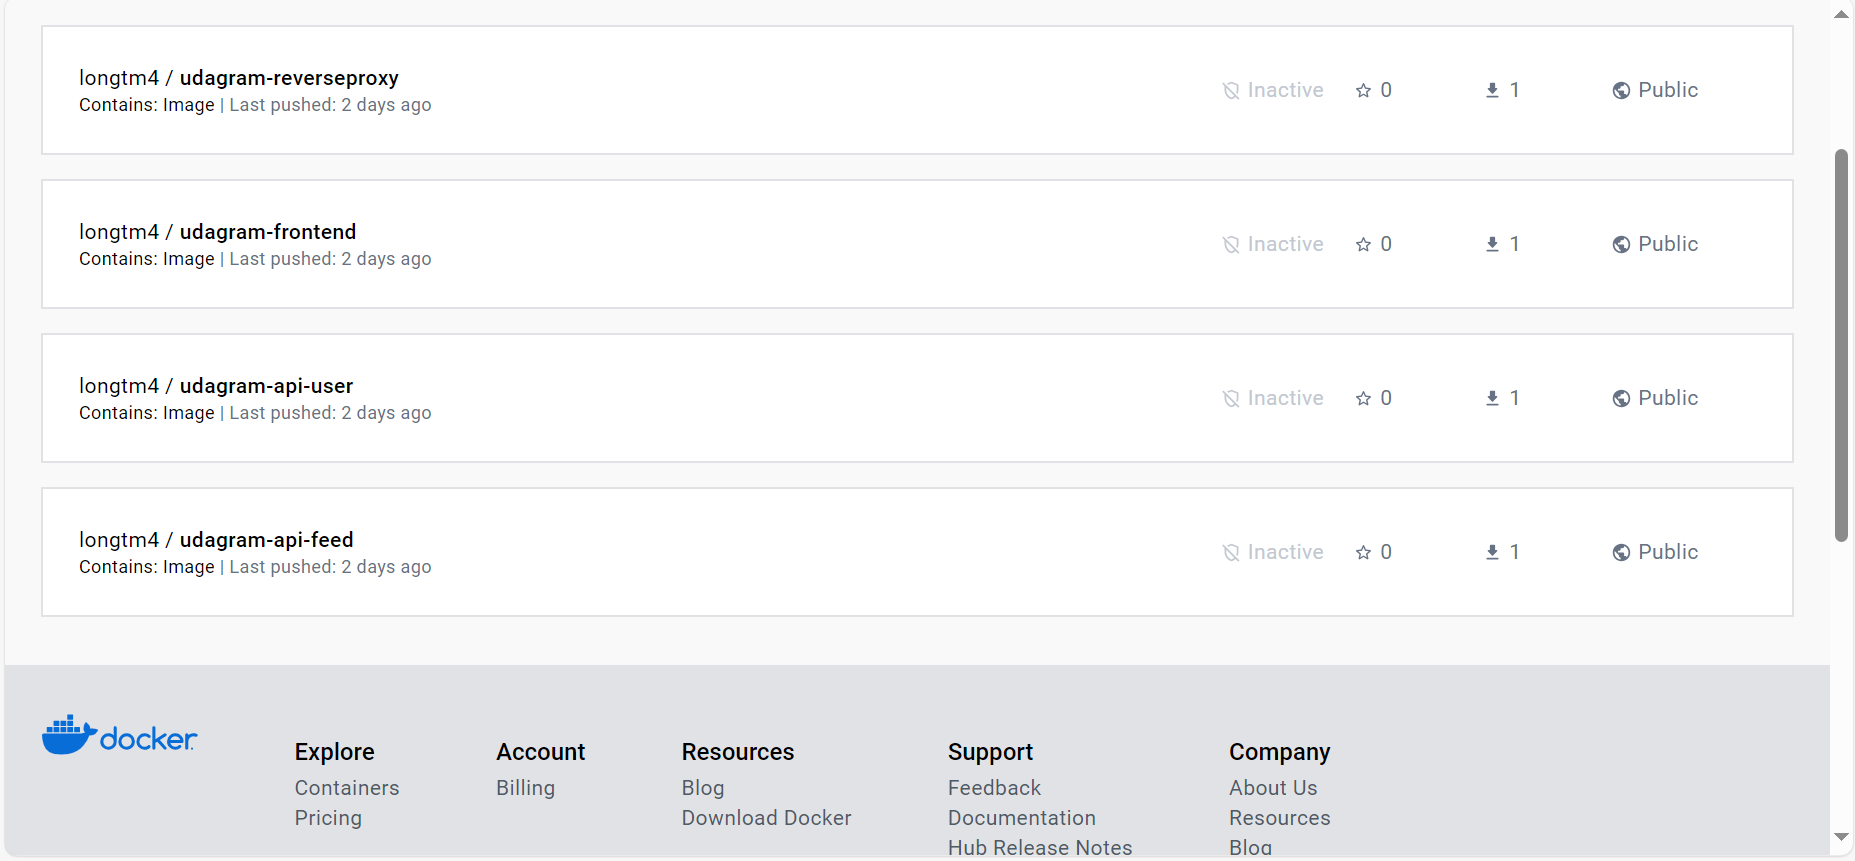 longtm4 / udagram-reverseproxy
Contains: Image | Last pushed: 2 days ago
Inactive 0 1 Public
longtm4 / udagram-frontend
Contains: Image | Last pushed: 2 days ago
Inactive 0 1 Public
longtm4 / udagram-api-user
Contains: Image | Last pushed: 2 days ago
Inactive 0 1 Public
longtm4 / udagram-api-feed
Contains: Image | Last pushed: 2 days ago
Inactive 0 1 Public
docker
Explore
Containers
Pricing
Account
Billing
Resources
Blog
Download Docker
Support
Feedback
Documentation
Hub Release Notes
Company
About Us
Resources
Blog